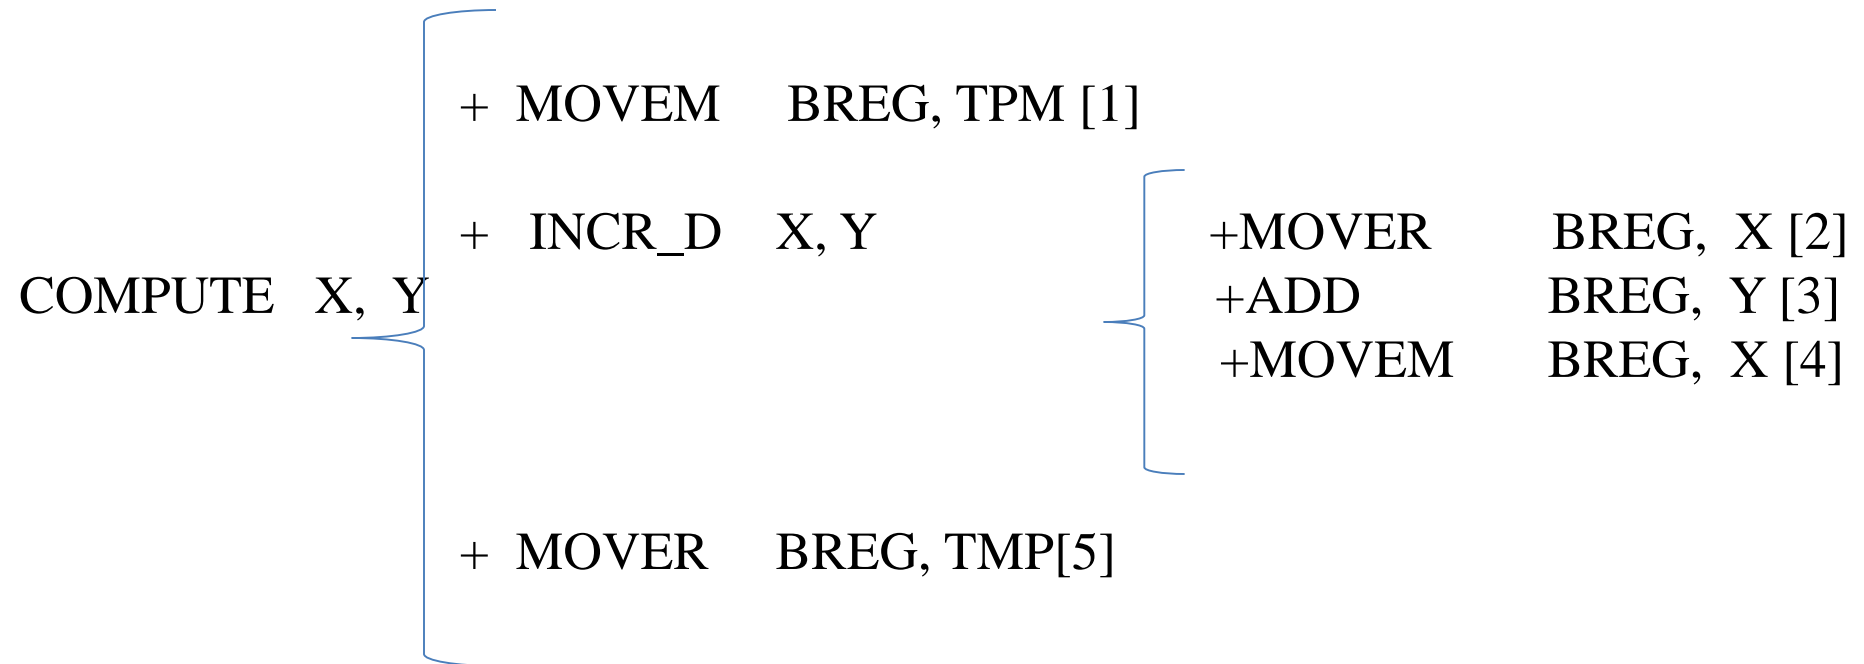 + MOVEM BREG, TPM [1]
+ INCR_D X, Y +MOVER BREG, X [2]
COMPUTE X, Y +ADD BREG, Y [3]
+MOVEM BREG, X [4]
+ MOVER BREG, TMP[5]